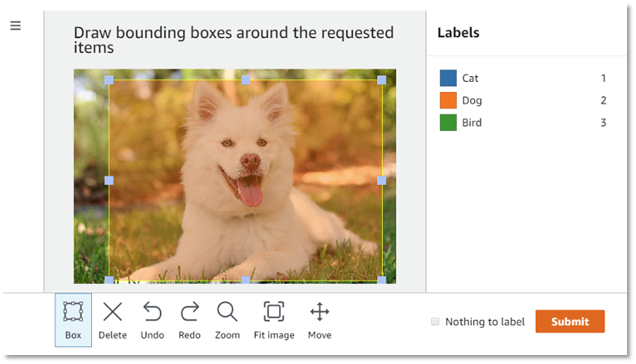 Draw bounding boxes around the requested
items
Labels
Cat 1
Dog 2
Bird 3
Box
Delete
Undo
Redo
Zoom
Fit image
Move
Nothing to label
Submit